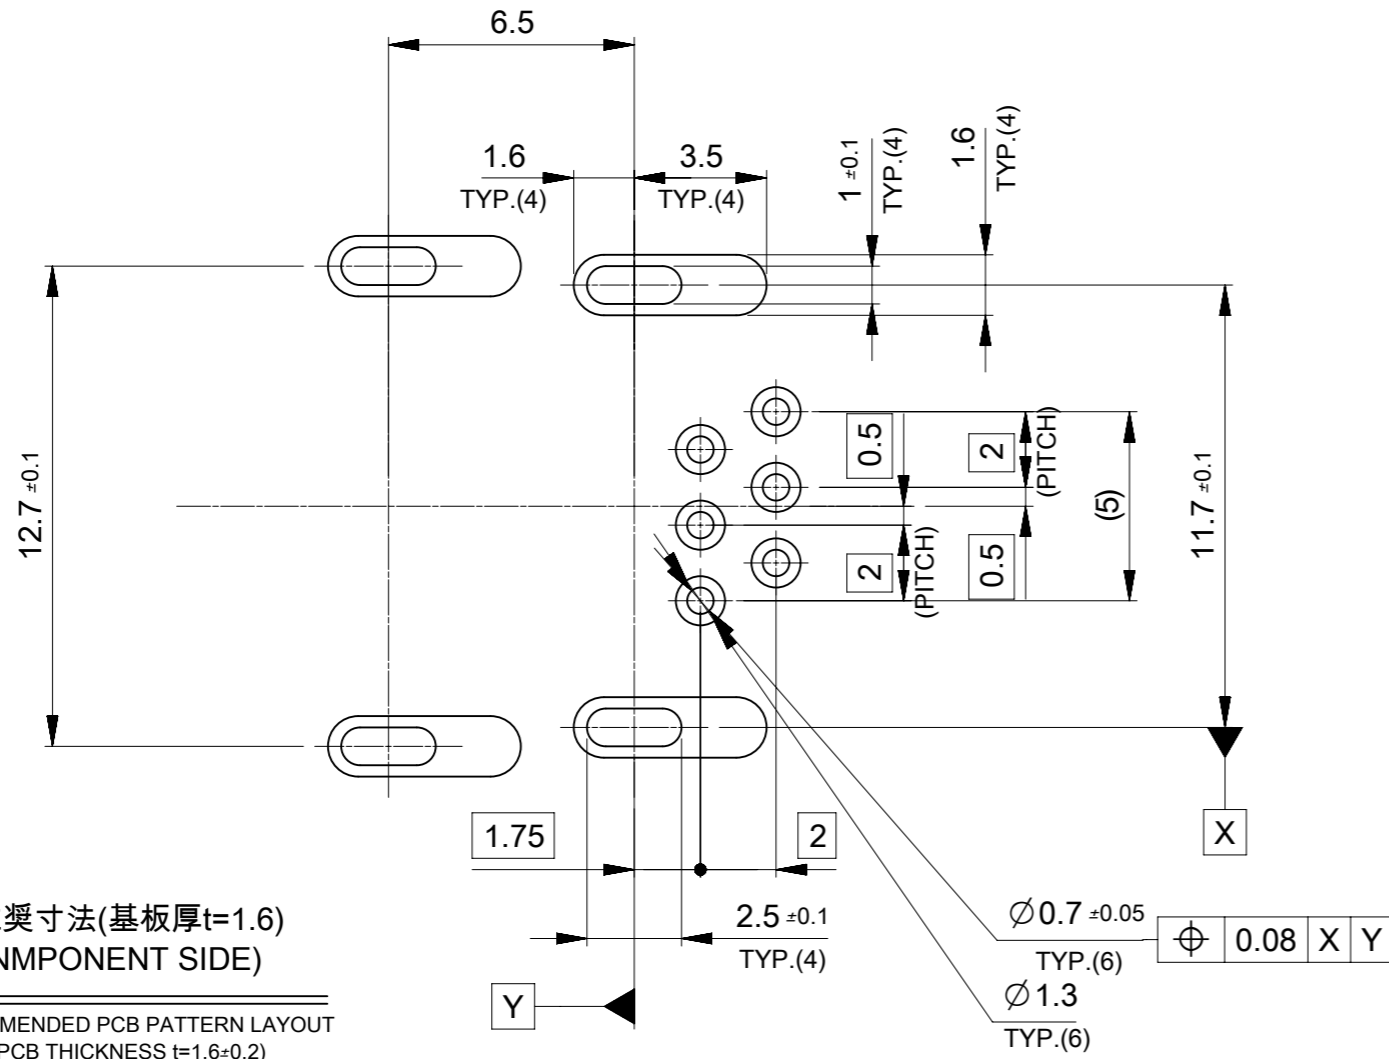 6.5
1.6
TYP.(4)
3.5
TYP.(4)
1 ±0.1
TYP.(4)
1.6
TYP.(4)
12.7 ±0.1
0.5
2
(PITCH)
2
(PITCH)
0.5
(5)
11.7 ±0.1
X
1.75
2
2.5 ±0.1
TYP.(4)
Y
∅0.7 ±0.05
TYP.(6)
⌖ 0.08 X Y
∅1.3
TYP.(6)
奨寸法(基板厚t=1.6)
NMPONENT SIDE)
MENDED PCB PATTERN LAYOUT
PCB THICKNESS t=1.6±0.2)